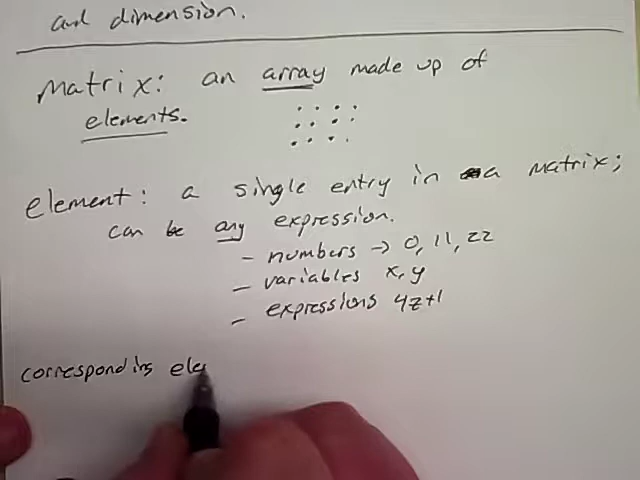 and dimension.
Matrix: an array made up of
elements.
element: a single entry in a matrix;
can be any expression.
- numbers → 0, 11, 22
- variables x, y
- expressions 4z+1
corresponding ele